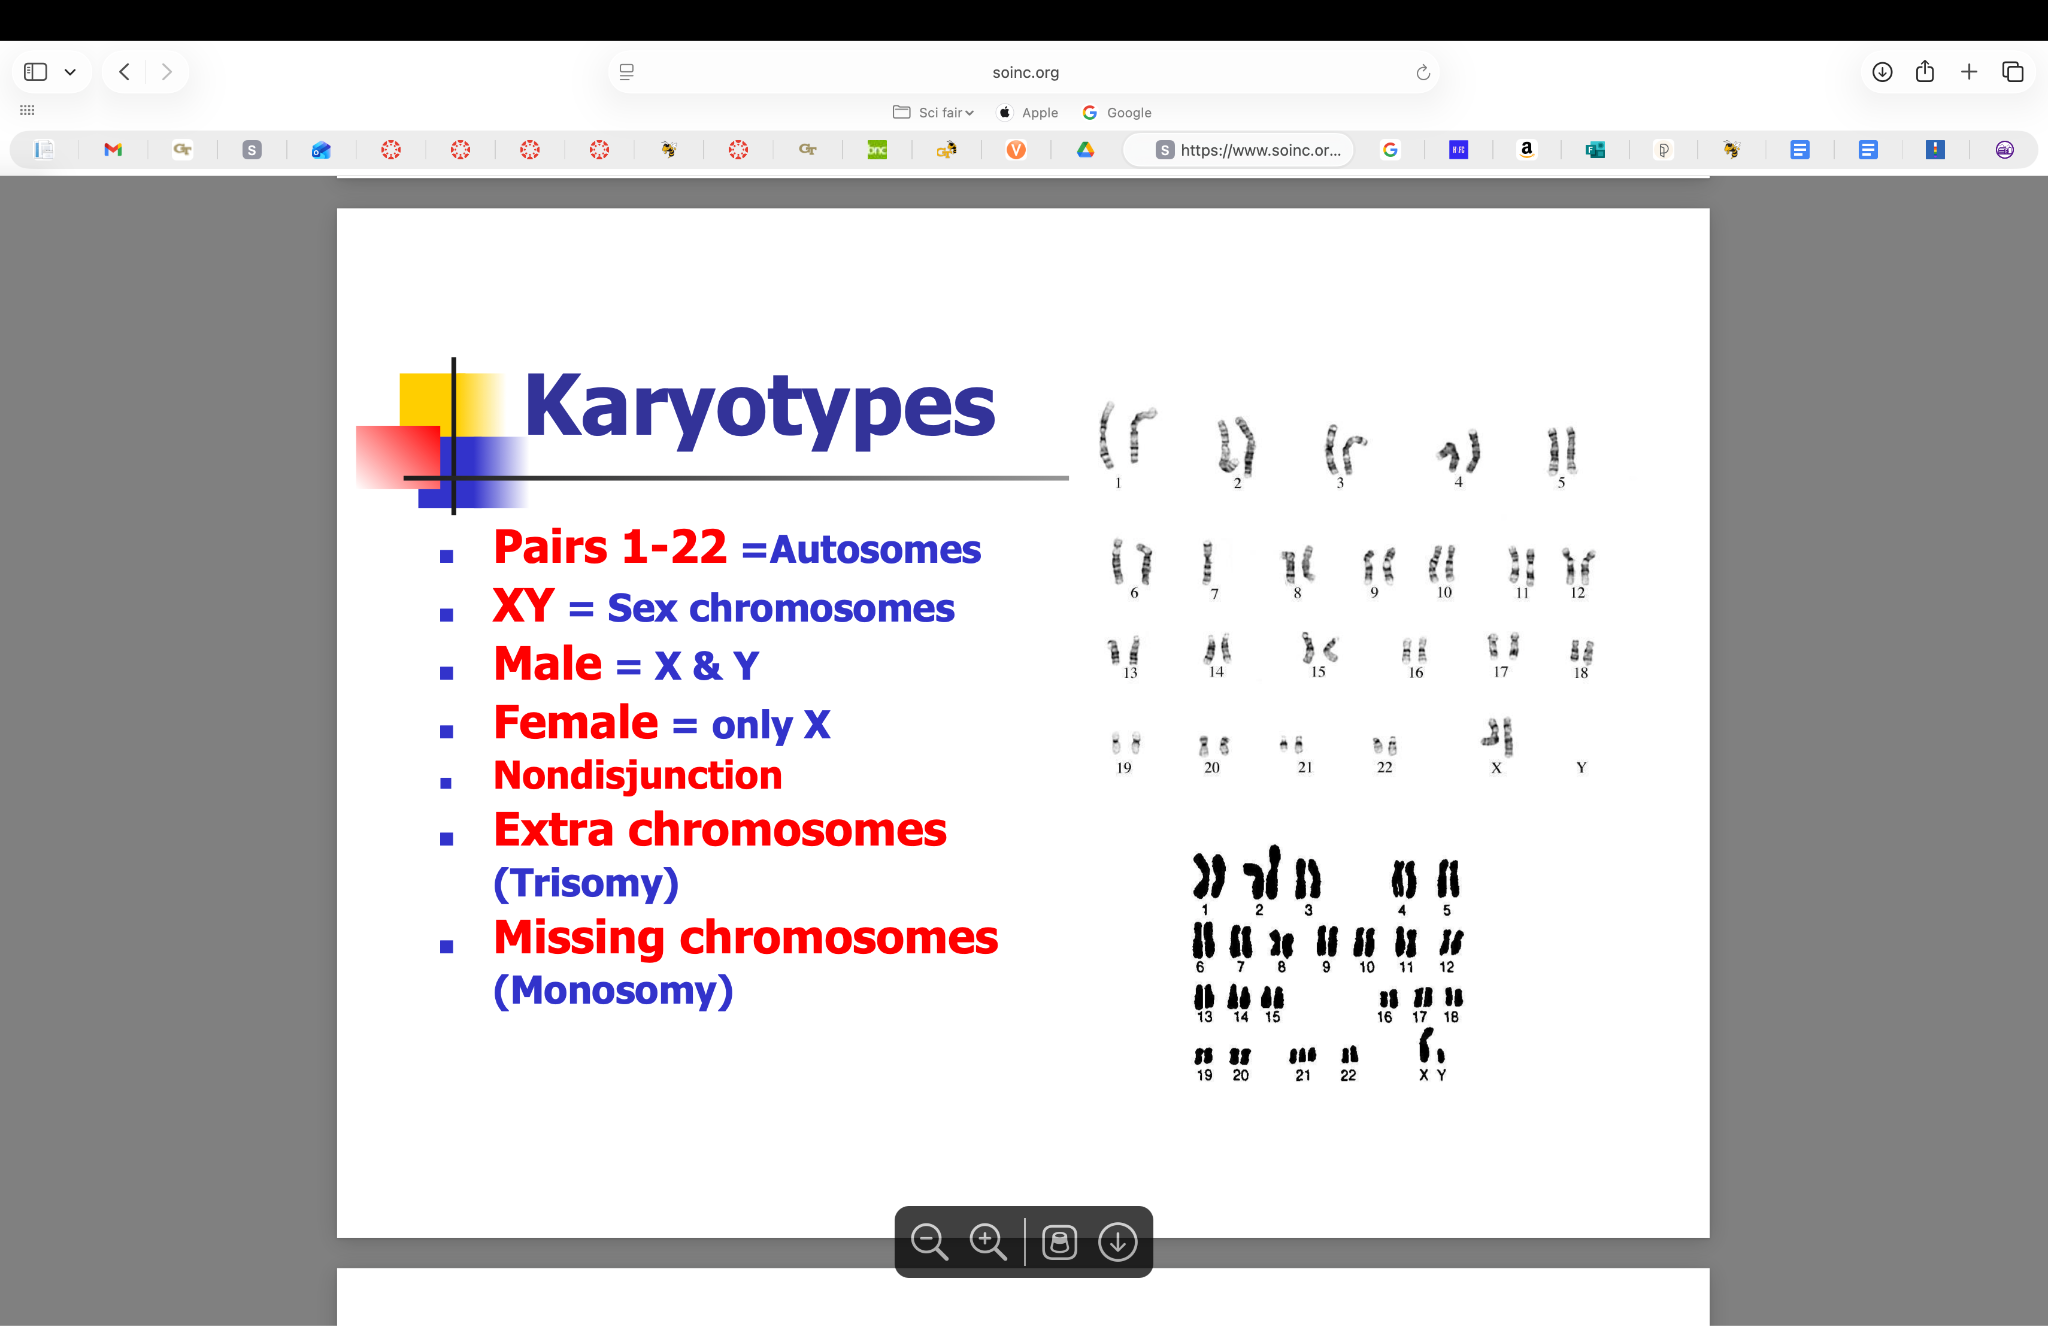 soinc.org
Sci fair
Apple
Google
GT
S
bnc
GT
V
S https://www.soinc.or...
a
Karyotypes
Pairs 1-22 =Autosomes
XY = Sex chromosomes
Male = X & Y
Female = only X
Nondisjunction
Extra chromosomes
(Trisomy)
Missing chromosomes
(Monosomy)
1 2 3 4 5
6 7 8 9 10 11 12
13 14 15 16 17 18
19 20 21 22 X Y
1 2 3 4 5
6 7 8 9 10 11 12
13 14 15 16 17 18
19 20 21 22 X Y